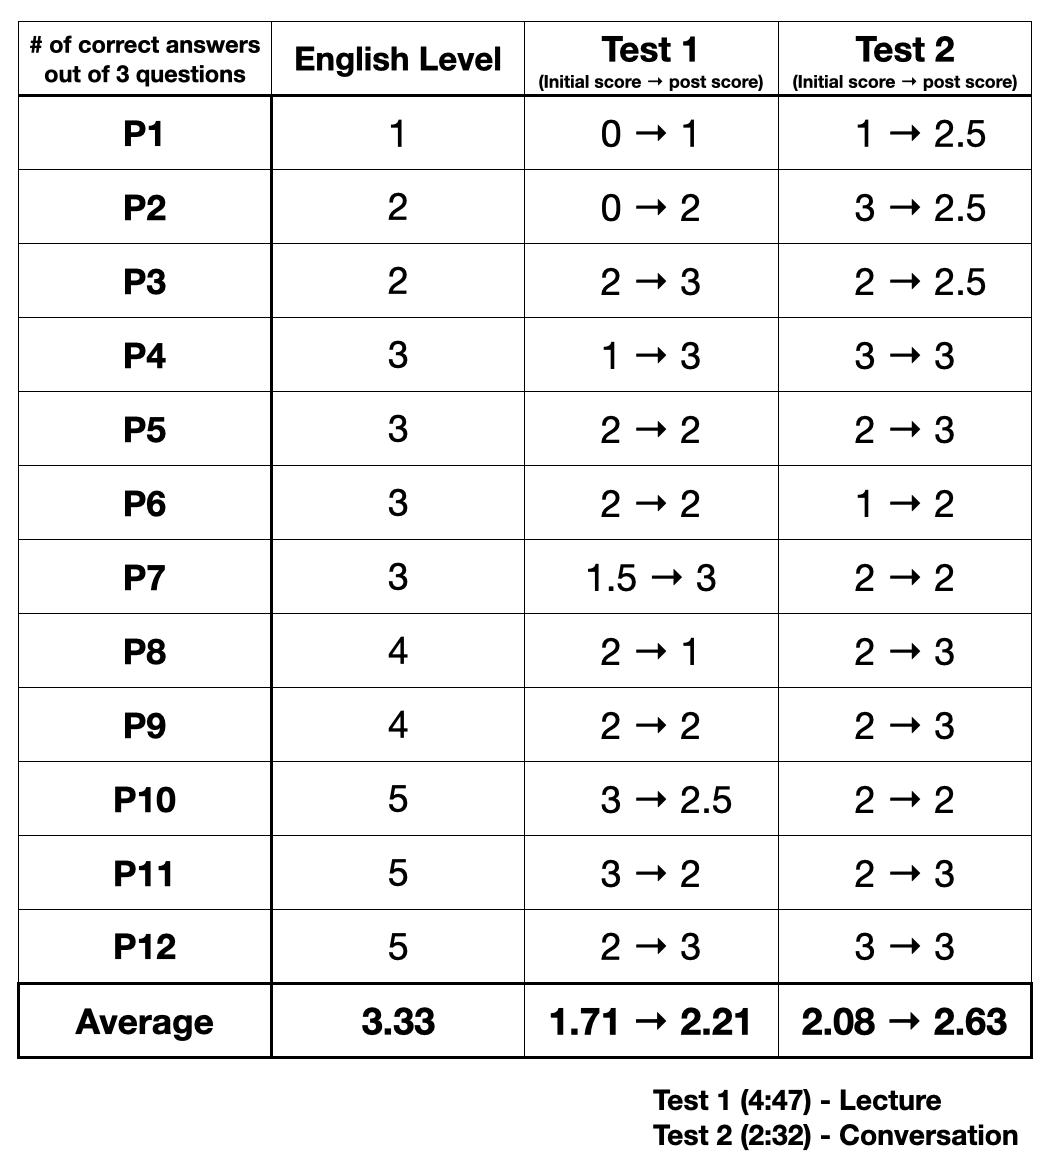 # of correct answers out of 3 questions English Level Test 1 (Initial score → post score) Test 2 (Initial score → post score)
P1 1 0 → 1 1 → 2.5
P2 2 0 → 2 3 → 2.5
P3 2 2 → 3 2 → 2.5
P4 3 1 → 3 3 → 3
P5 3 2 → 2 2 → 3
P6 3 2 → 2 1 → 2
P7 3 1.5 → 3 2 → 2
P8 4 2 → 1 2 → 3
P9 4 2 → 2 2 → 3
P10 5 3 → 2.5 2 → 2
P11 5 3 → 2 2 → 3
P12 5 2 → 3 3 → 3
Average 3.33 1.71 → 2.21 2.08 → 2.63
Test 1 (4:47) - Lecture
Test 2 (2:32) - Conversation